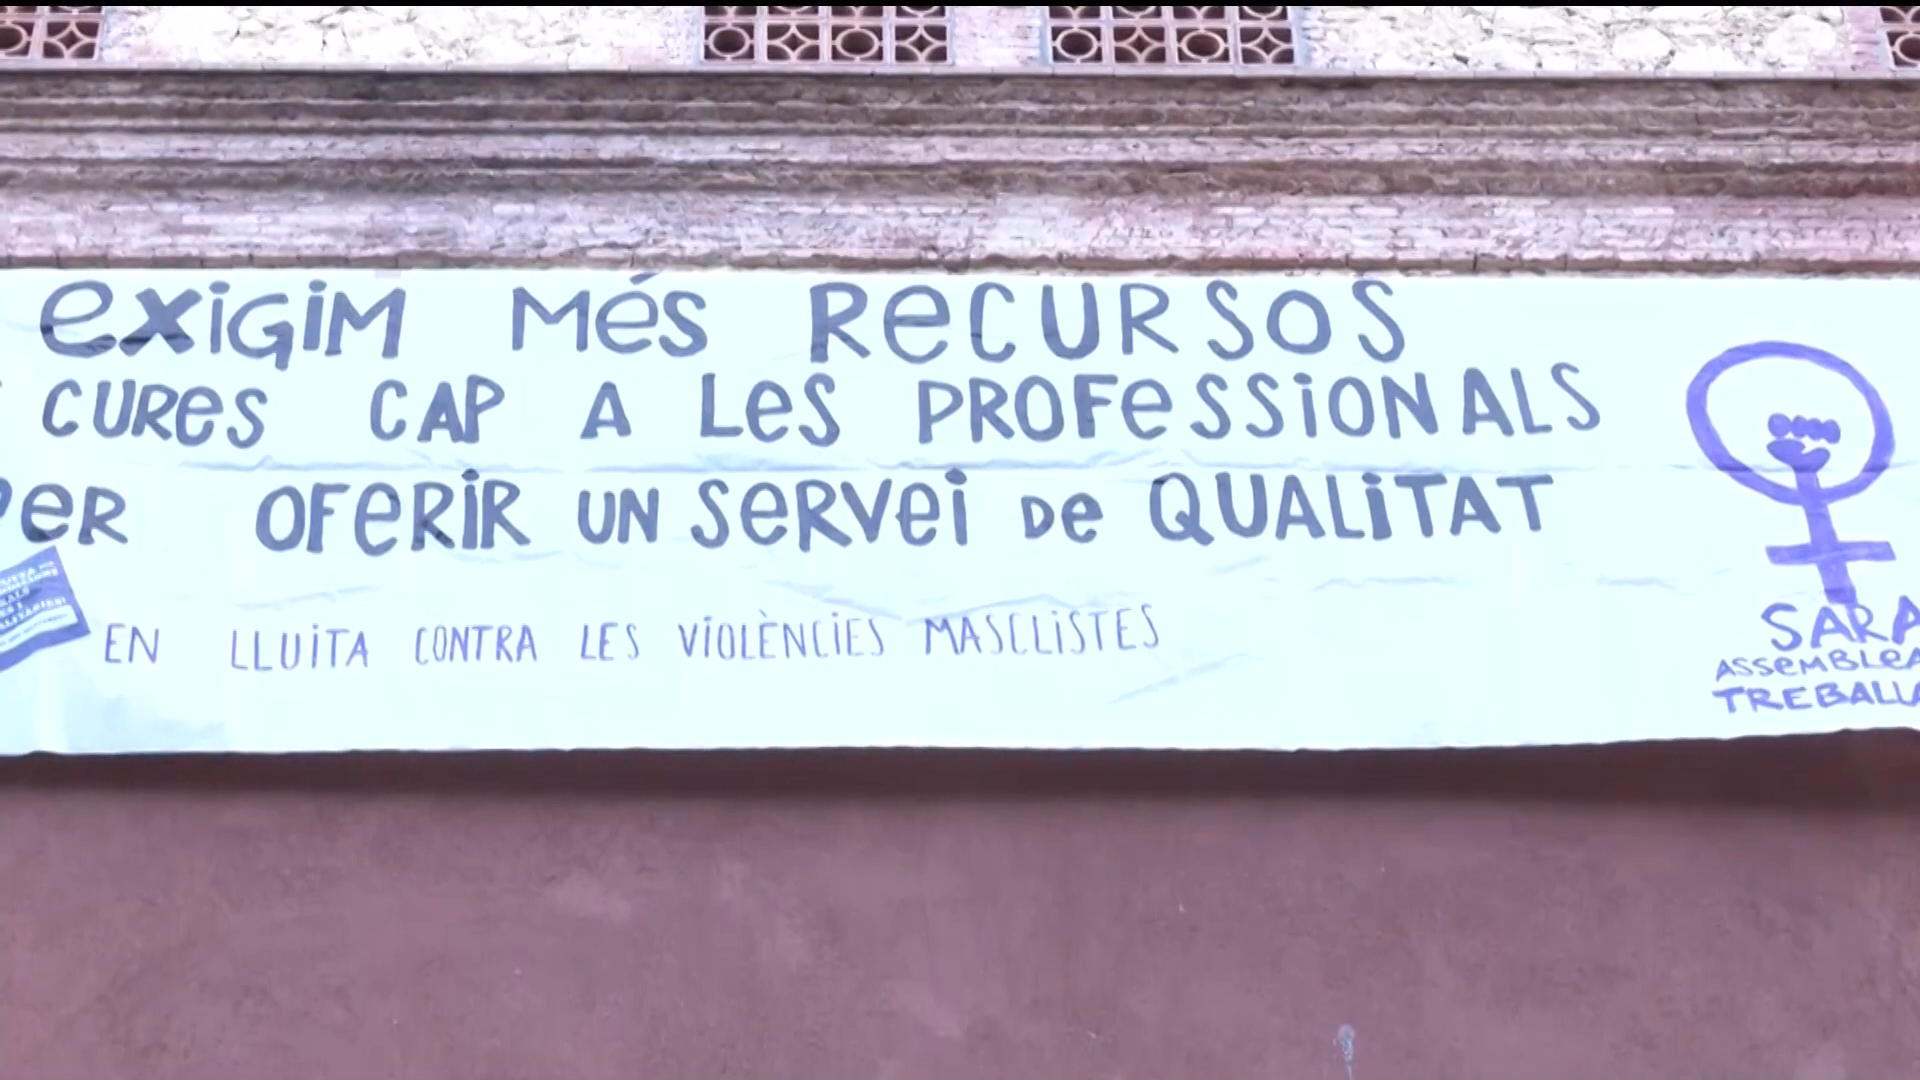 exiGiM Més ReCURSOS
CUReS CAP A LeS PROFeSSiONALS
PeR OFeRiR UN SeRVei De QUALiTAT
EN LLUiTA CONTRA LES ViOLÈNCiES MASCLiSTES
SARA
ASSeMBLeA
TREBALLA